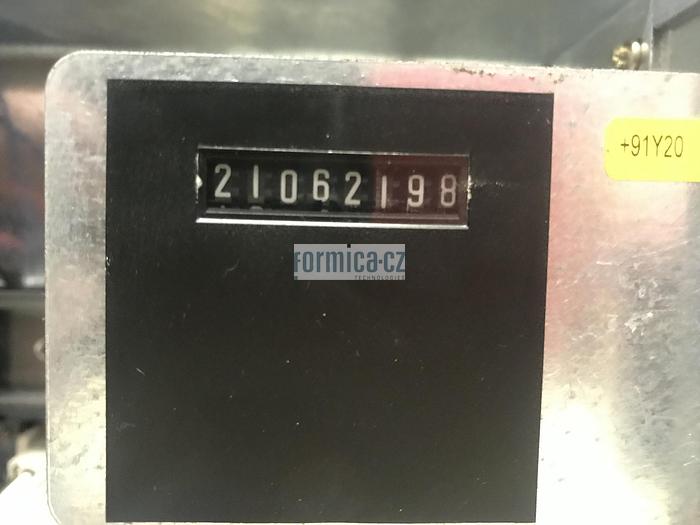 +91Y20
21062198
formica.cz
TECHNOLOGIES